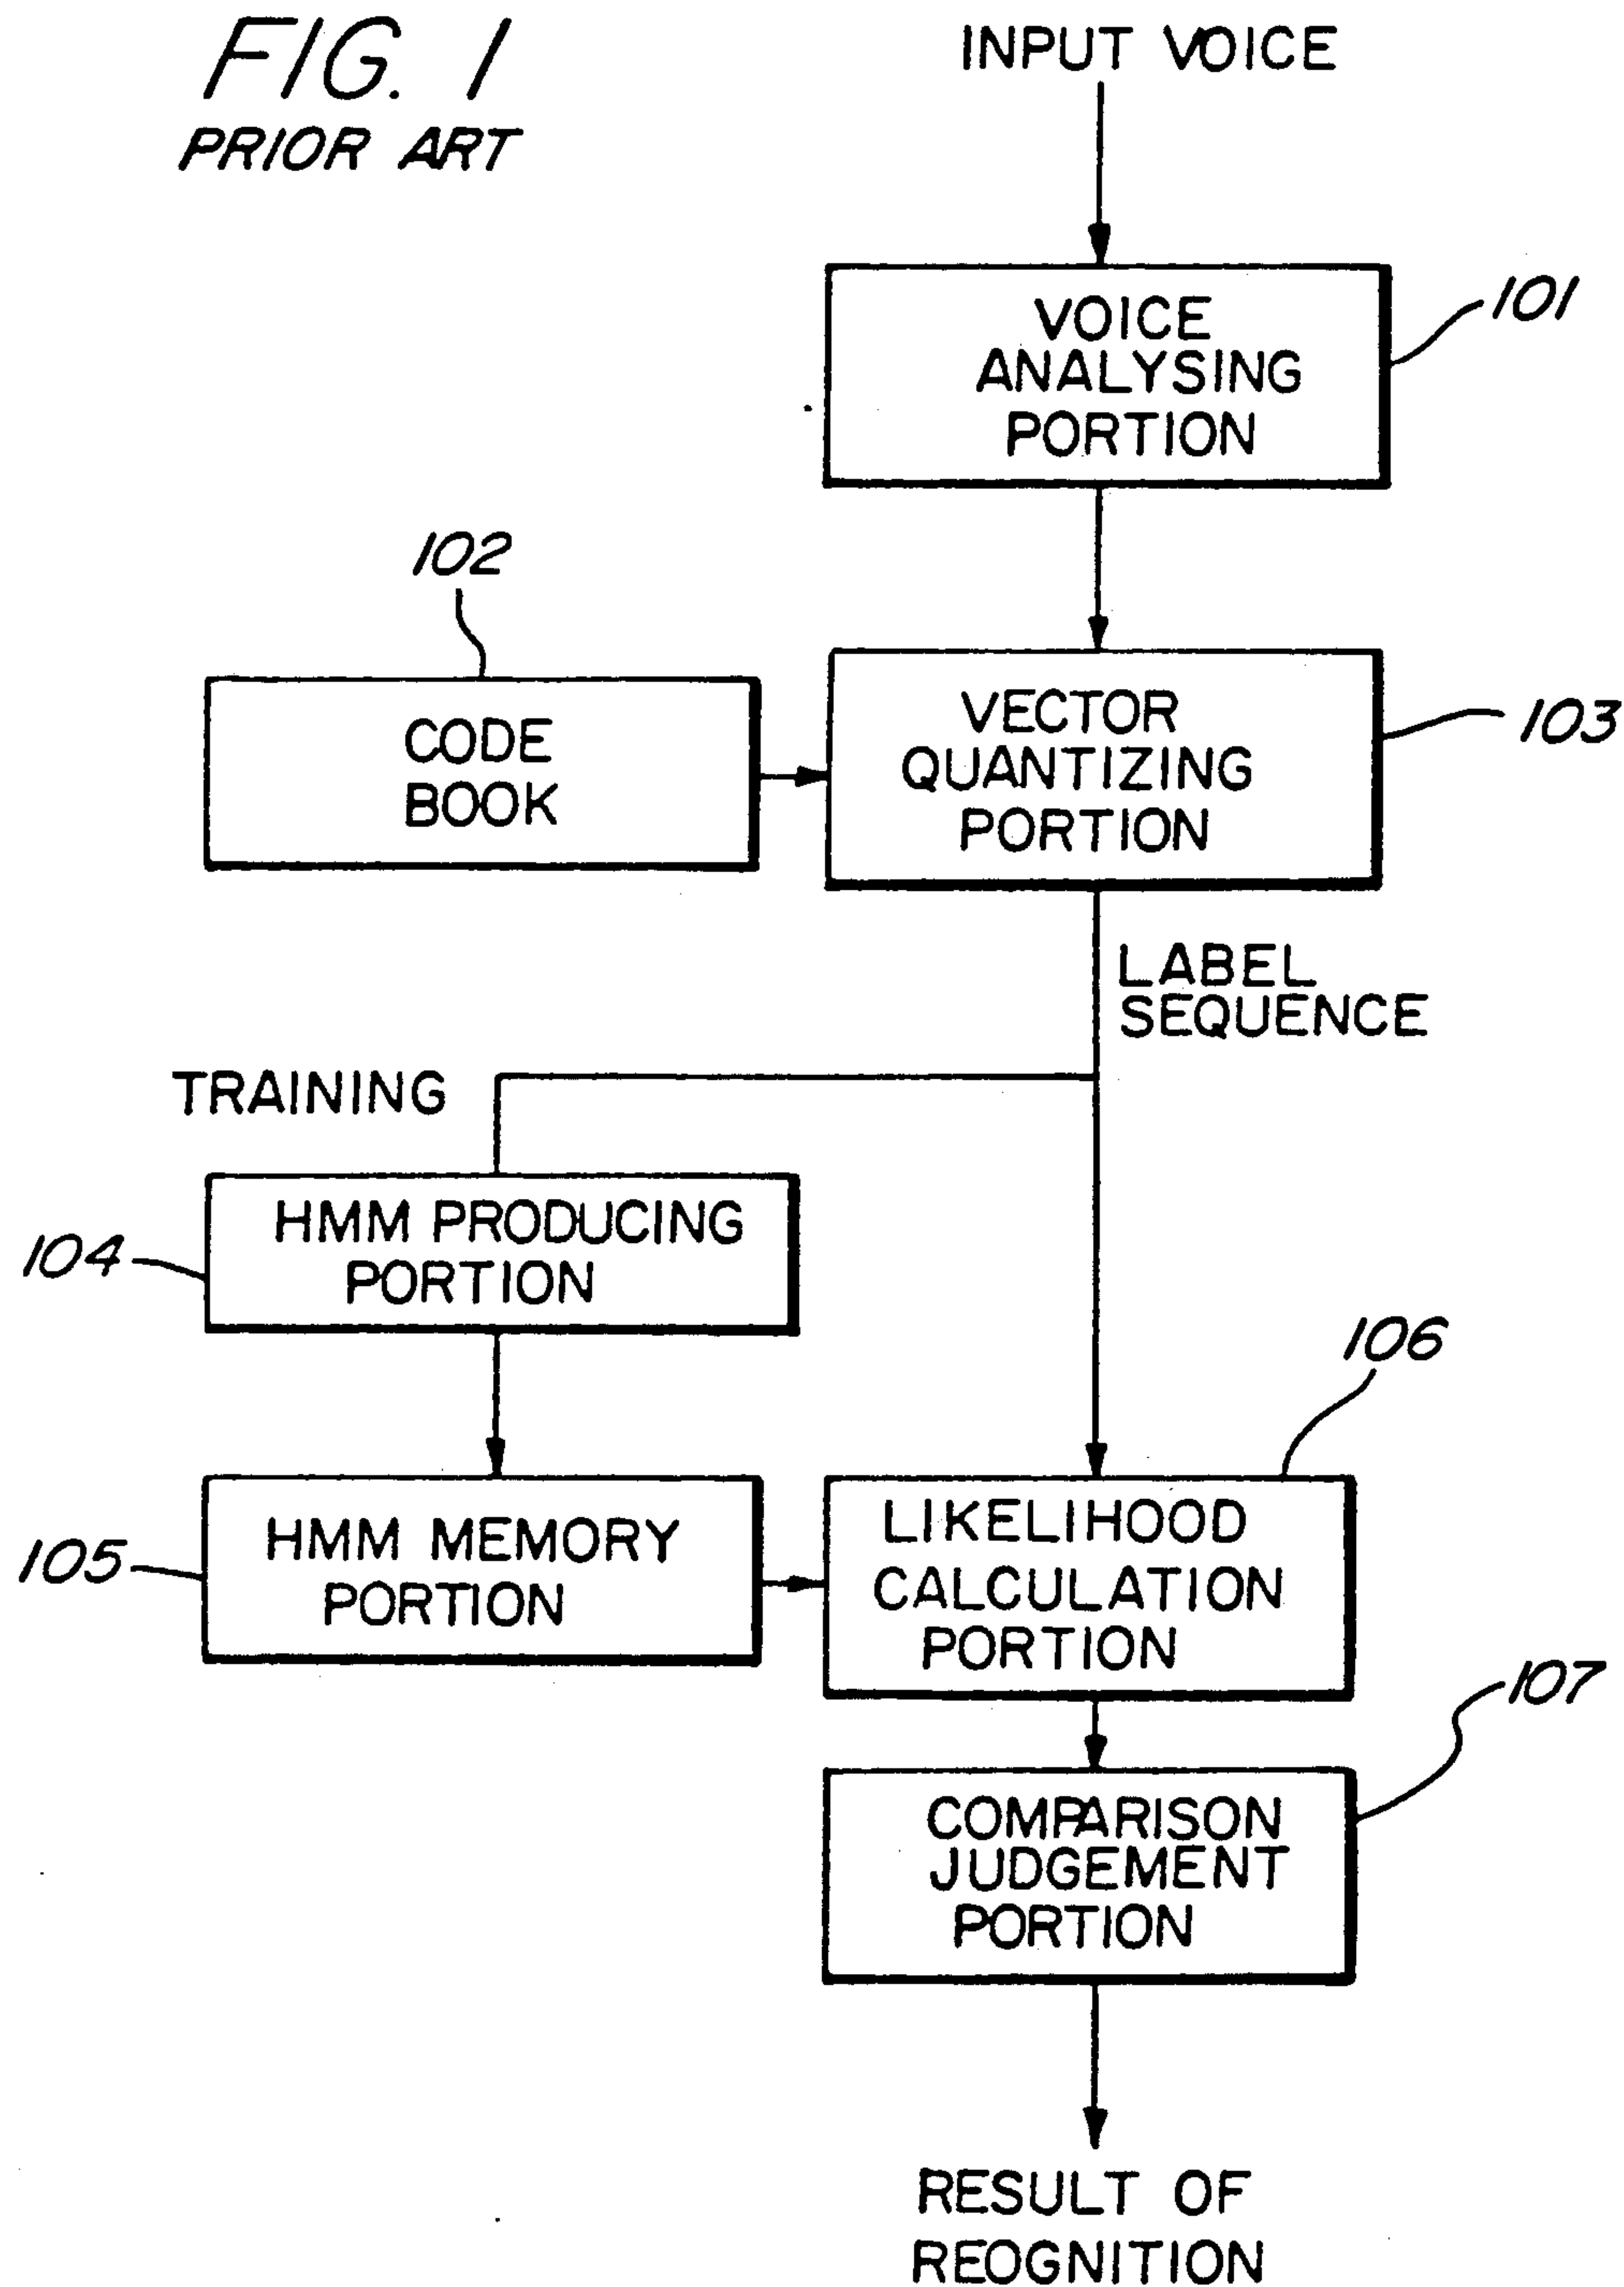 FIG. 1
PRIOR ART
INPUT VOICE
VOICE
ANALYSING
PORTION
101
102
CODE
BOOK
VECTOR
QUANTIZING
PORTION
103
LABEL
SEQUENCE
TRAINING
HMM PRODUCING
PORTION
104
HMM MEMORY
PORTION
105
106
LIKELIHOOD
CALCULATION
PORTION
107
COMPARISON
JUDGEMENT
PORTION
RESULT OF
REOGNITION